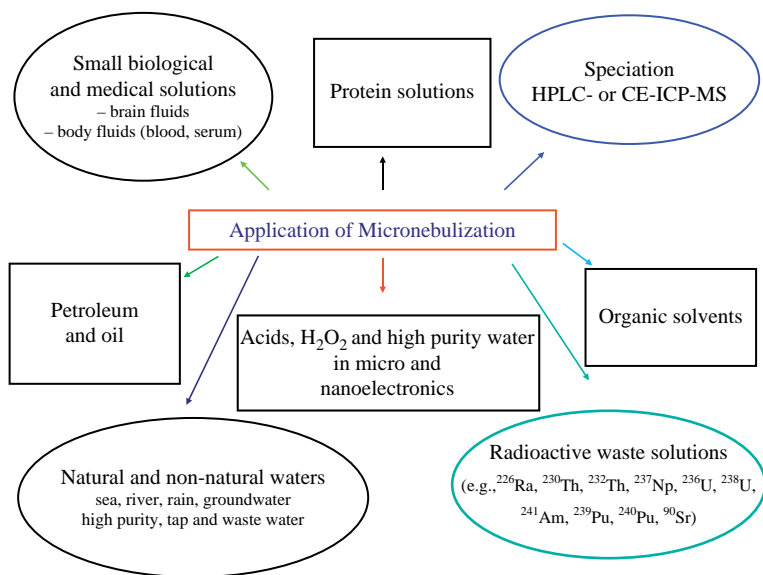 Small biological
and medical solutions
– brain fluids
– body fluids (blood, serum)
Protein solutions
Speciation
HPLC- or CE-ICP-MS
Application of Micronebulization
Petroleum
and oil
Acids, H₂O₂ and high purity water
in micro and
nanoelectronics
Organic solvents
Natural and non-natural waters
sea, river, rain, groundwater
high purity, tap and waste water
Radioactive waste solutions
(e.g.,²²⁶Ra, ²³⁰Th, ²³²Th, ²³⁷Np, ²³⁶U, ²³⁸U,
²⁴¹Am, ²³⁹Pu, ²⁴⁰Pu, ⁹⁰Sr)